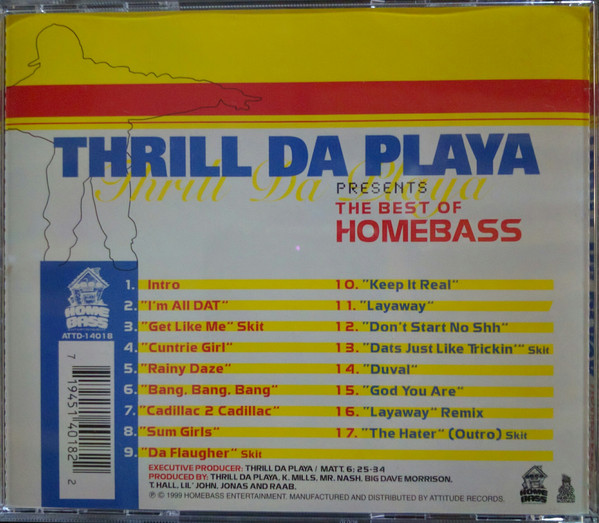 THRILL DA PLAYA
Thrill Da Playa
PRESENTS
THE BEST OF
HOMEBASS
1. Intro
2. "I'm All DAT"
3. "Get Like Me" Skit
4. "Cuntrie Girl"
5. "Rainy Daze"
6. "Bang, Bang, Bang"
7. "Cadillac 2 Cadillac"
8. "Sum Girls"
9. "Da Flaugher" Skit
10. "Keep It Real"
11. "Layaway"
12. "Don't Start No Shh"
13. "Dats Just Like Trickin'" Skit
14. "Duval"
15. "God You Are"
16. "Layaway" Remix
17. "The Hater" (Outro) Skit
HOME
BASS
ATTD-14018
7 19451 40182 2
EXECUTIVE PRODUCER: THRILL DA PLAYA / MATT. 6: 25-34
PRODUCED BY: THRILL DA PLAYA, K. MILLS, MR. NASH, BIG DAVE MORRISON,
T. HALL, LIL' JOHN, JONAS AND RAAB.
℗ © 1999 HOMEBASS ENTERTAINMENT. MANUFACTURED AND DISTRIBUTED BY ATTITUDE RECORDS.